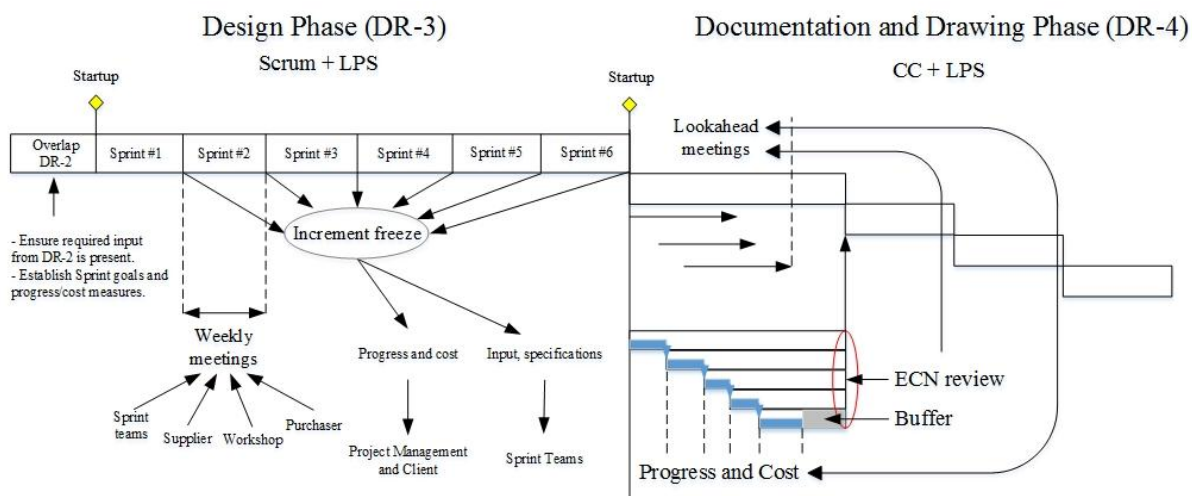 Design Phase (DR-3)
Scrum + LPS
Startup
Overlap
DR-2
Sprint #1
Sprint #2
Sprint #3
Sprint #4
Sprint #5
Sprint #6
Increment freeze
- Ensure required input
from DR-2 is present.
- Establish Sprint goals and
progress/cost measures.
Weekly
meetings
Sprint
teams
Supplier
Workshop
Purchaser
Progress and cost
Input, specifications
Project Management
and Client
Sprint Teams
Documentation and Drawing Phase (DR-4)
CC + LPS
Startup
Lookahead
meetings
ECN review
Buffer
Progress and Cost